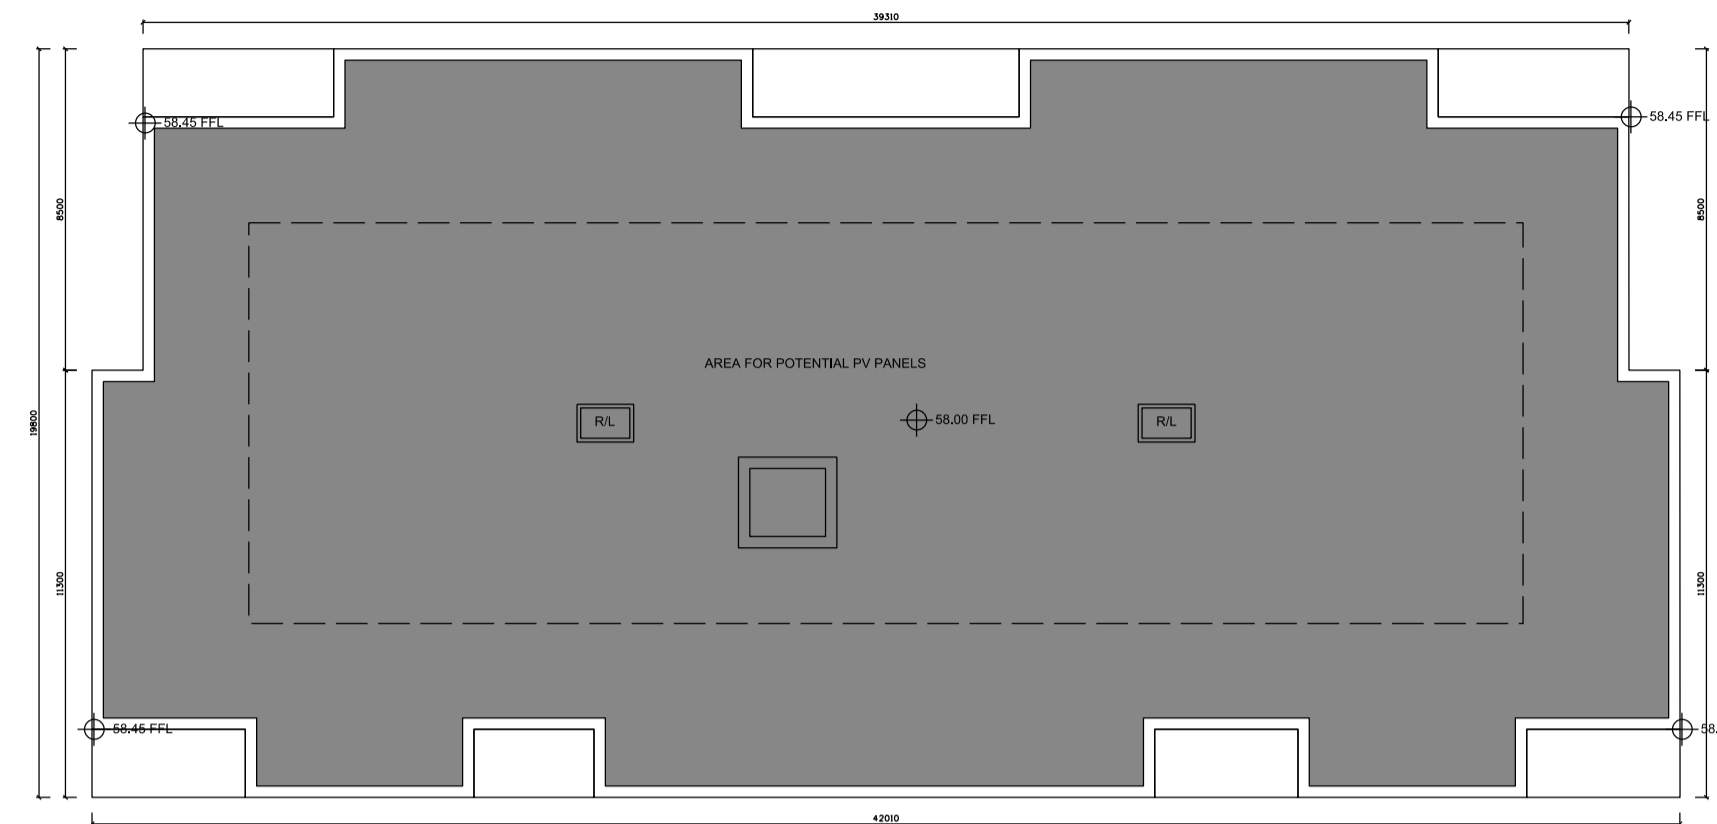 39310
58.45 FFL
58.45 FFL
8500
8500
AREA FOR POTENTIAL PV PANELS
R/L
58.00 FFL
R/L
19800
11300
11300
58.45 FFL
58.
42010